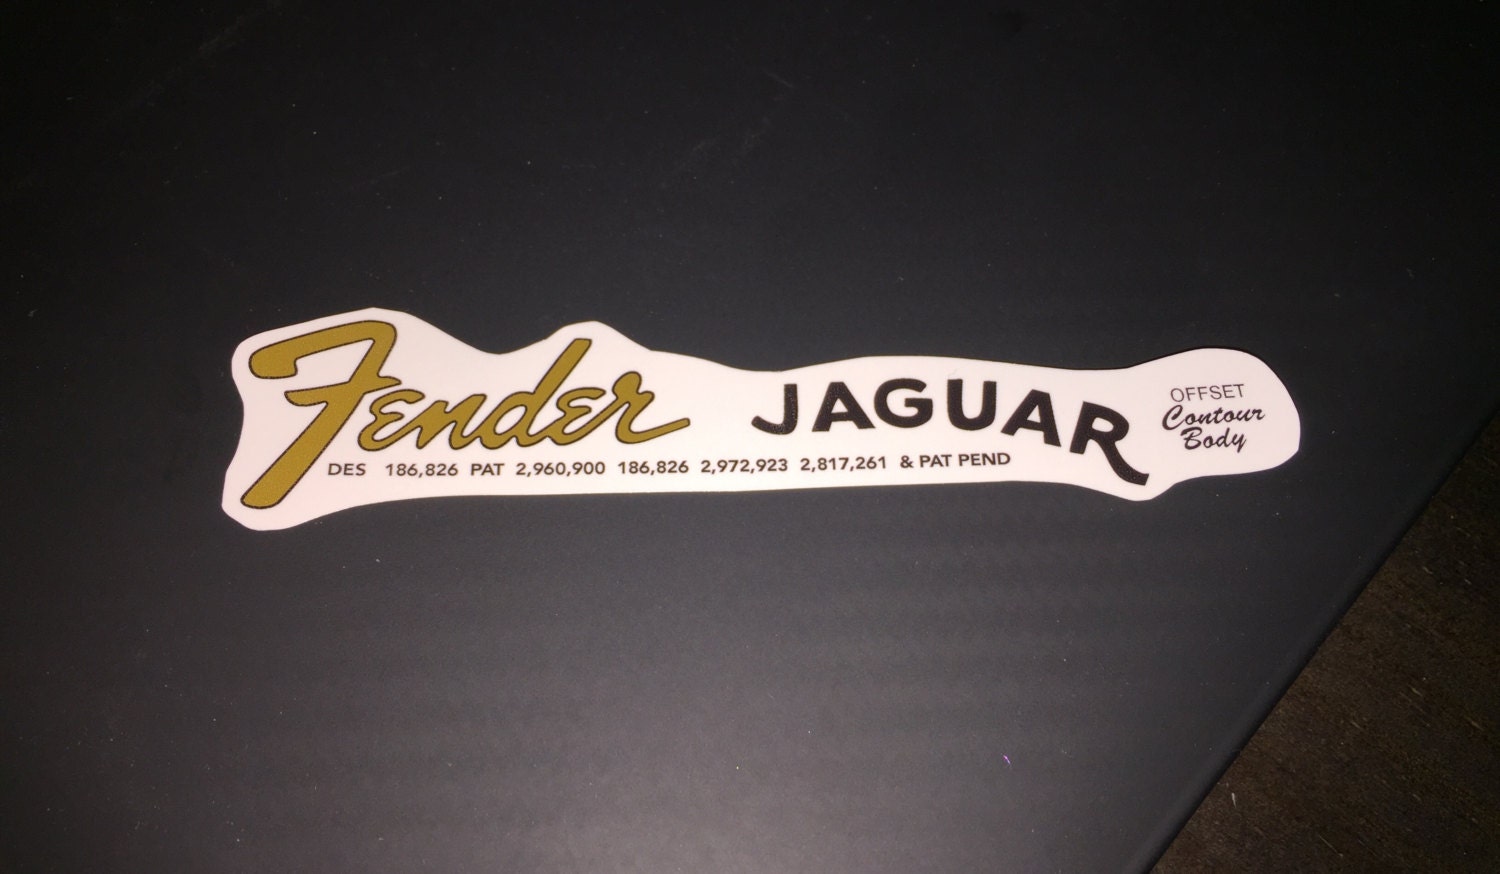 Fender JAGUAR
OFFSET
Contour
Body
DES 186,826 PAT 2,960,900 186,826 2,972,923 2,817,261 & PAT PEND